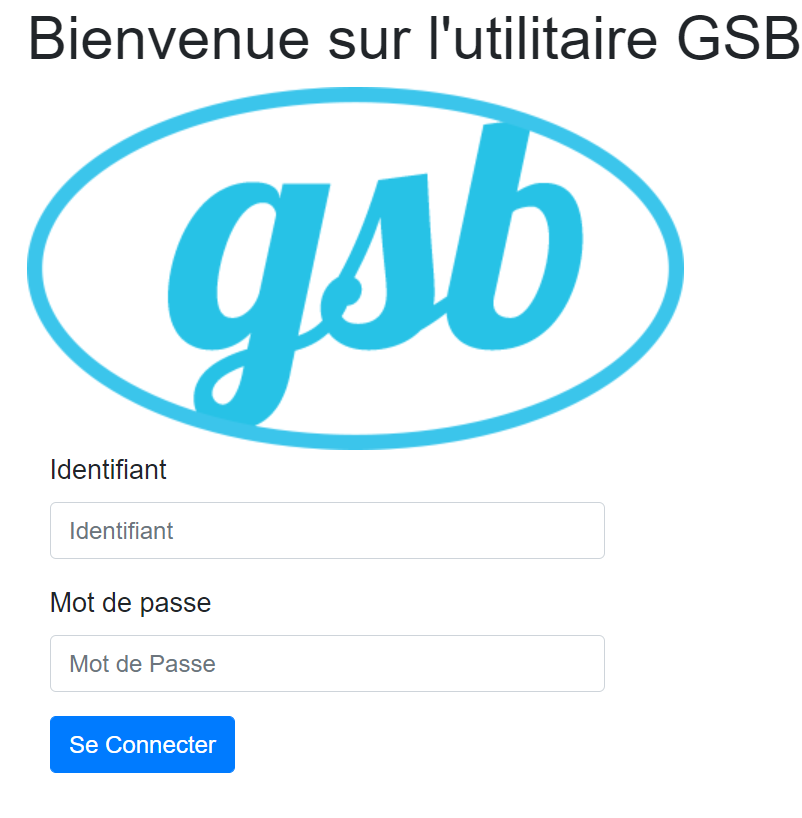 Bienvenue sur l'utilitaire GSB
gsb
Identifiant
Identifiant
Mot de passe
Mot de Passe
Se Connecter